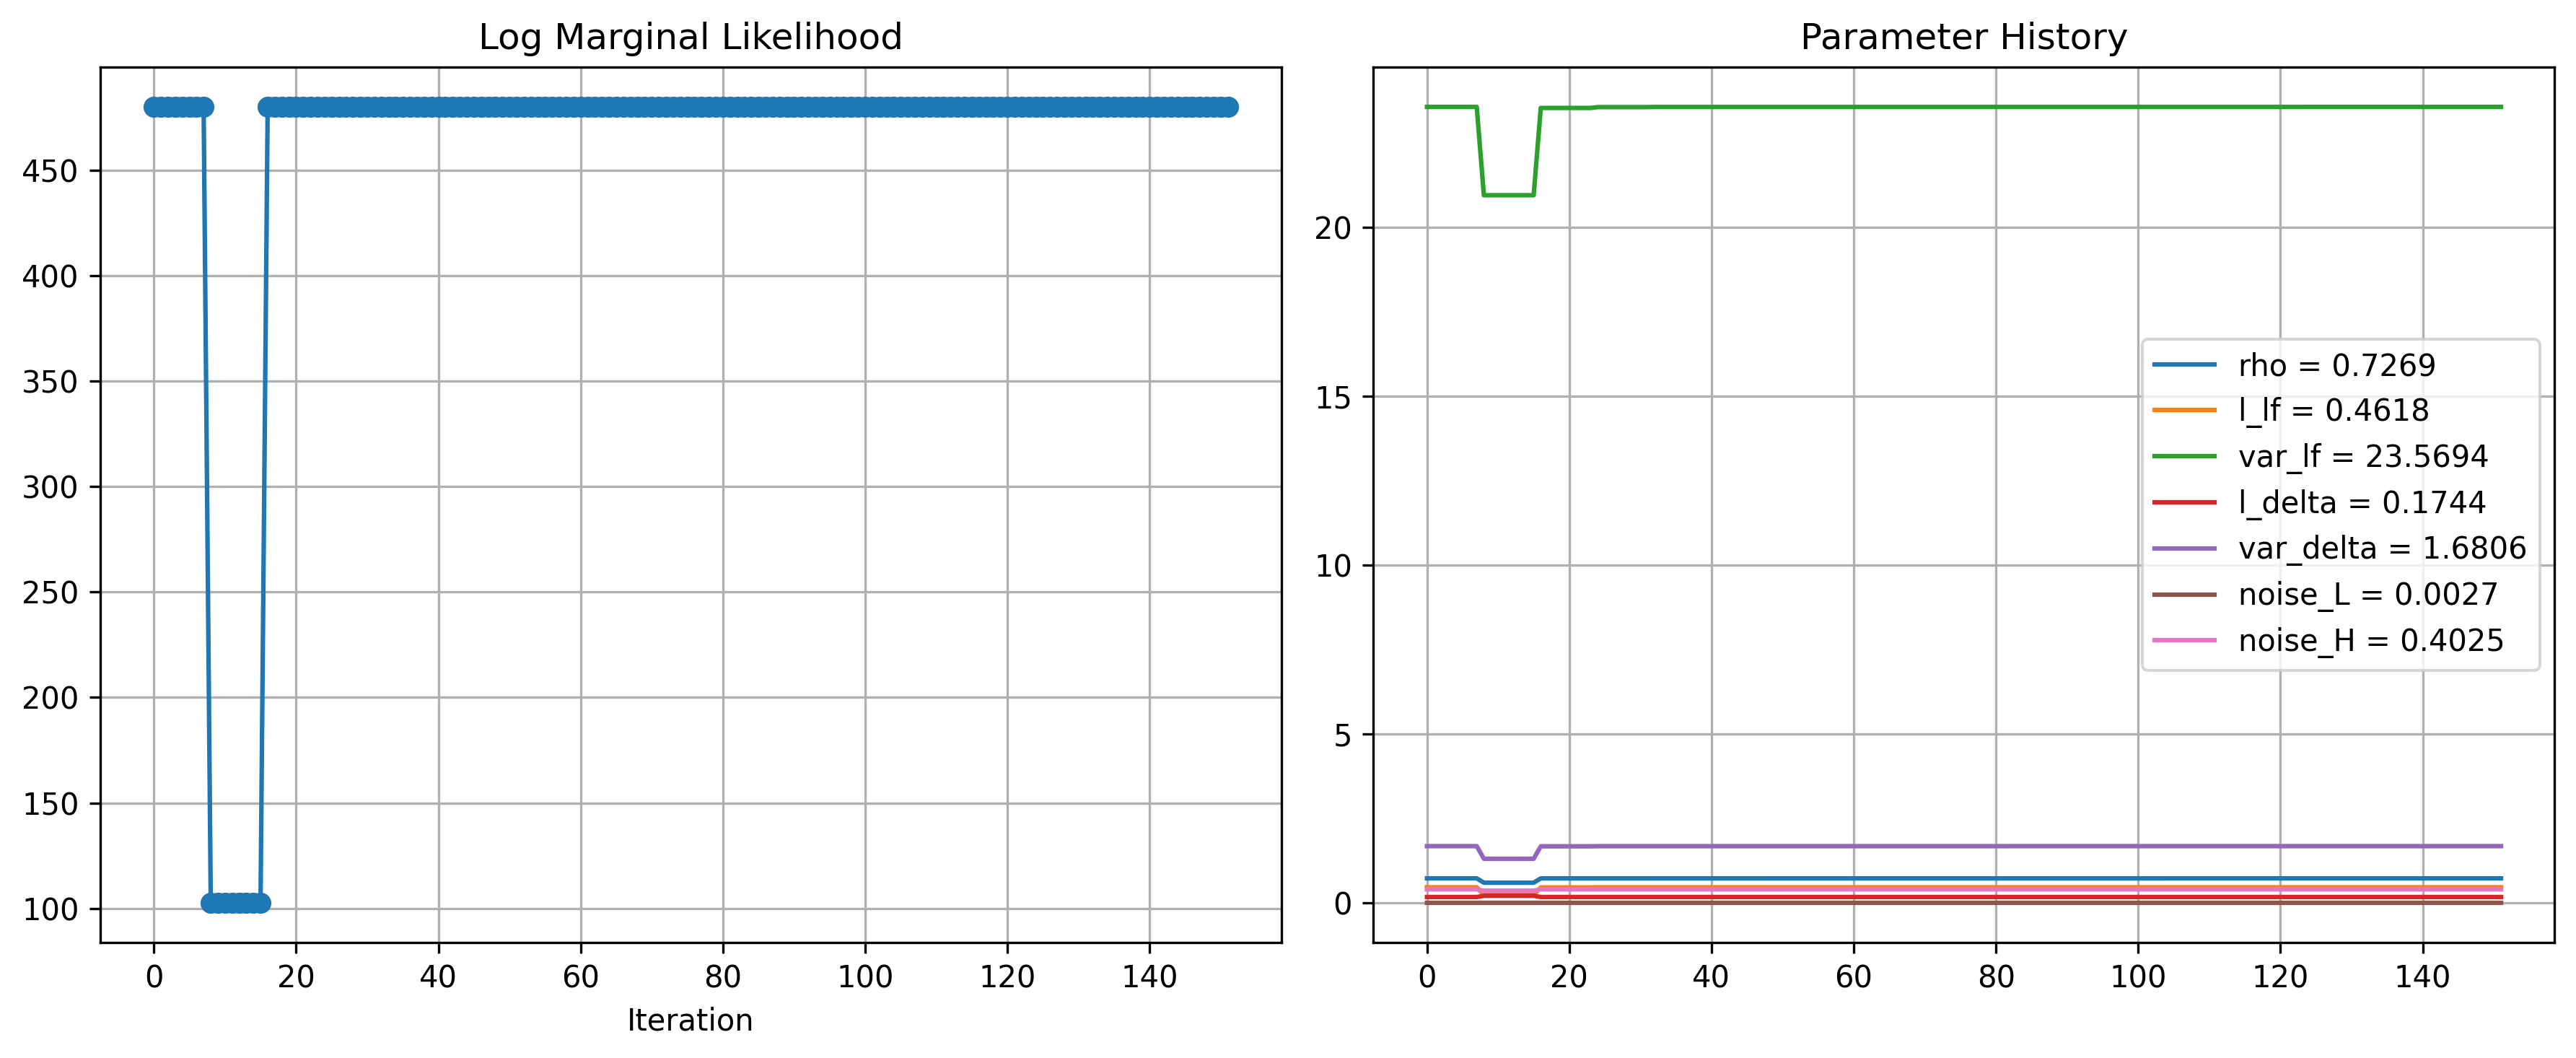 Log Marginal Likelihood
450
400
350
300
250
200
150
100
0 20 40 60 80 100 120 140
Iteration
Parameter History
20
15
10
5
0
0 20 40 60 80 100 120 140
rho = 0.7269
l_lf = 0.4618
var_lf = 23.5694
l_delta = 0.1744
var_delta = 1.6806
noise_L = 0.0027
noise_H = 0.4025